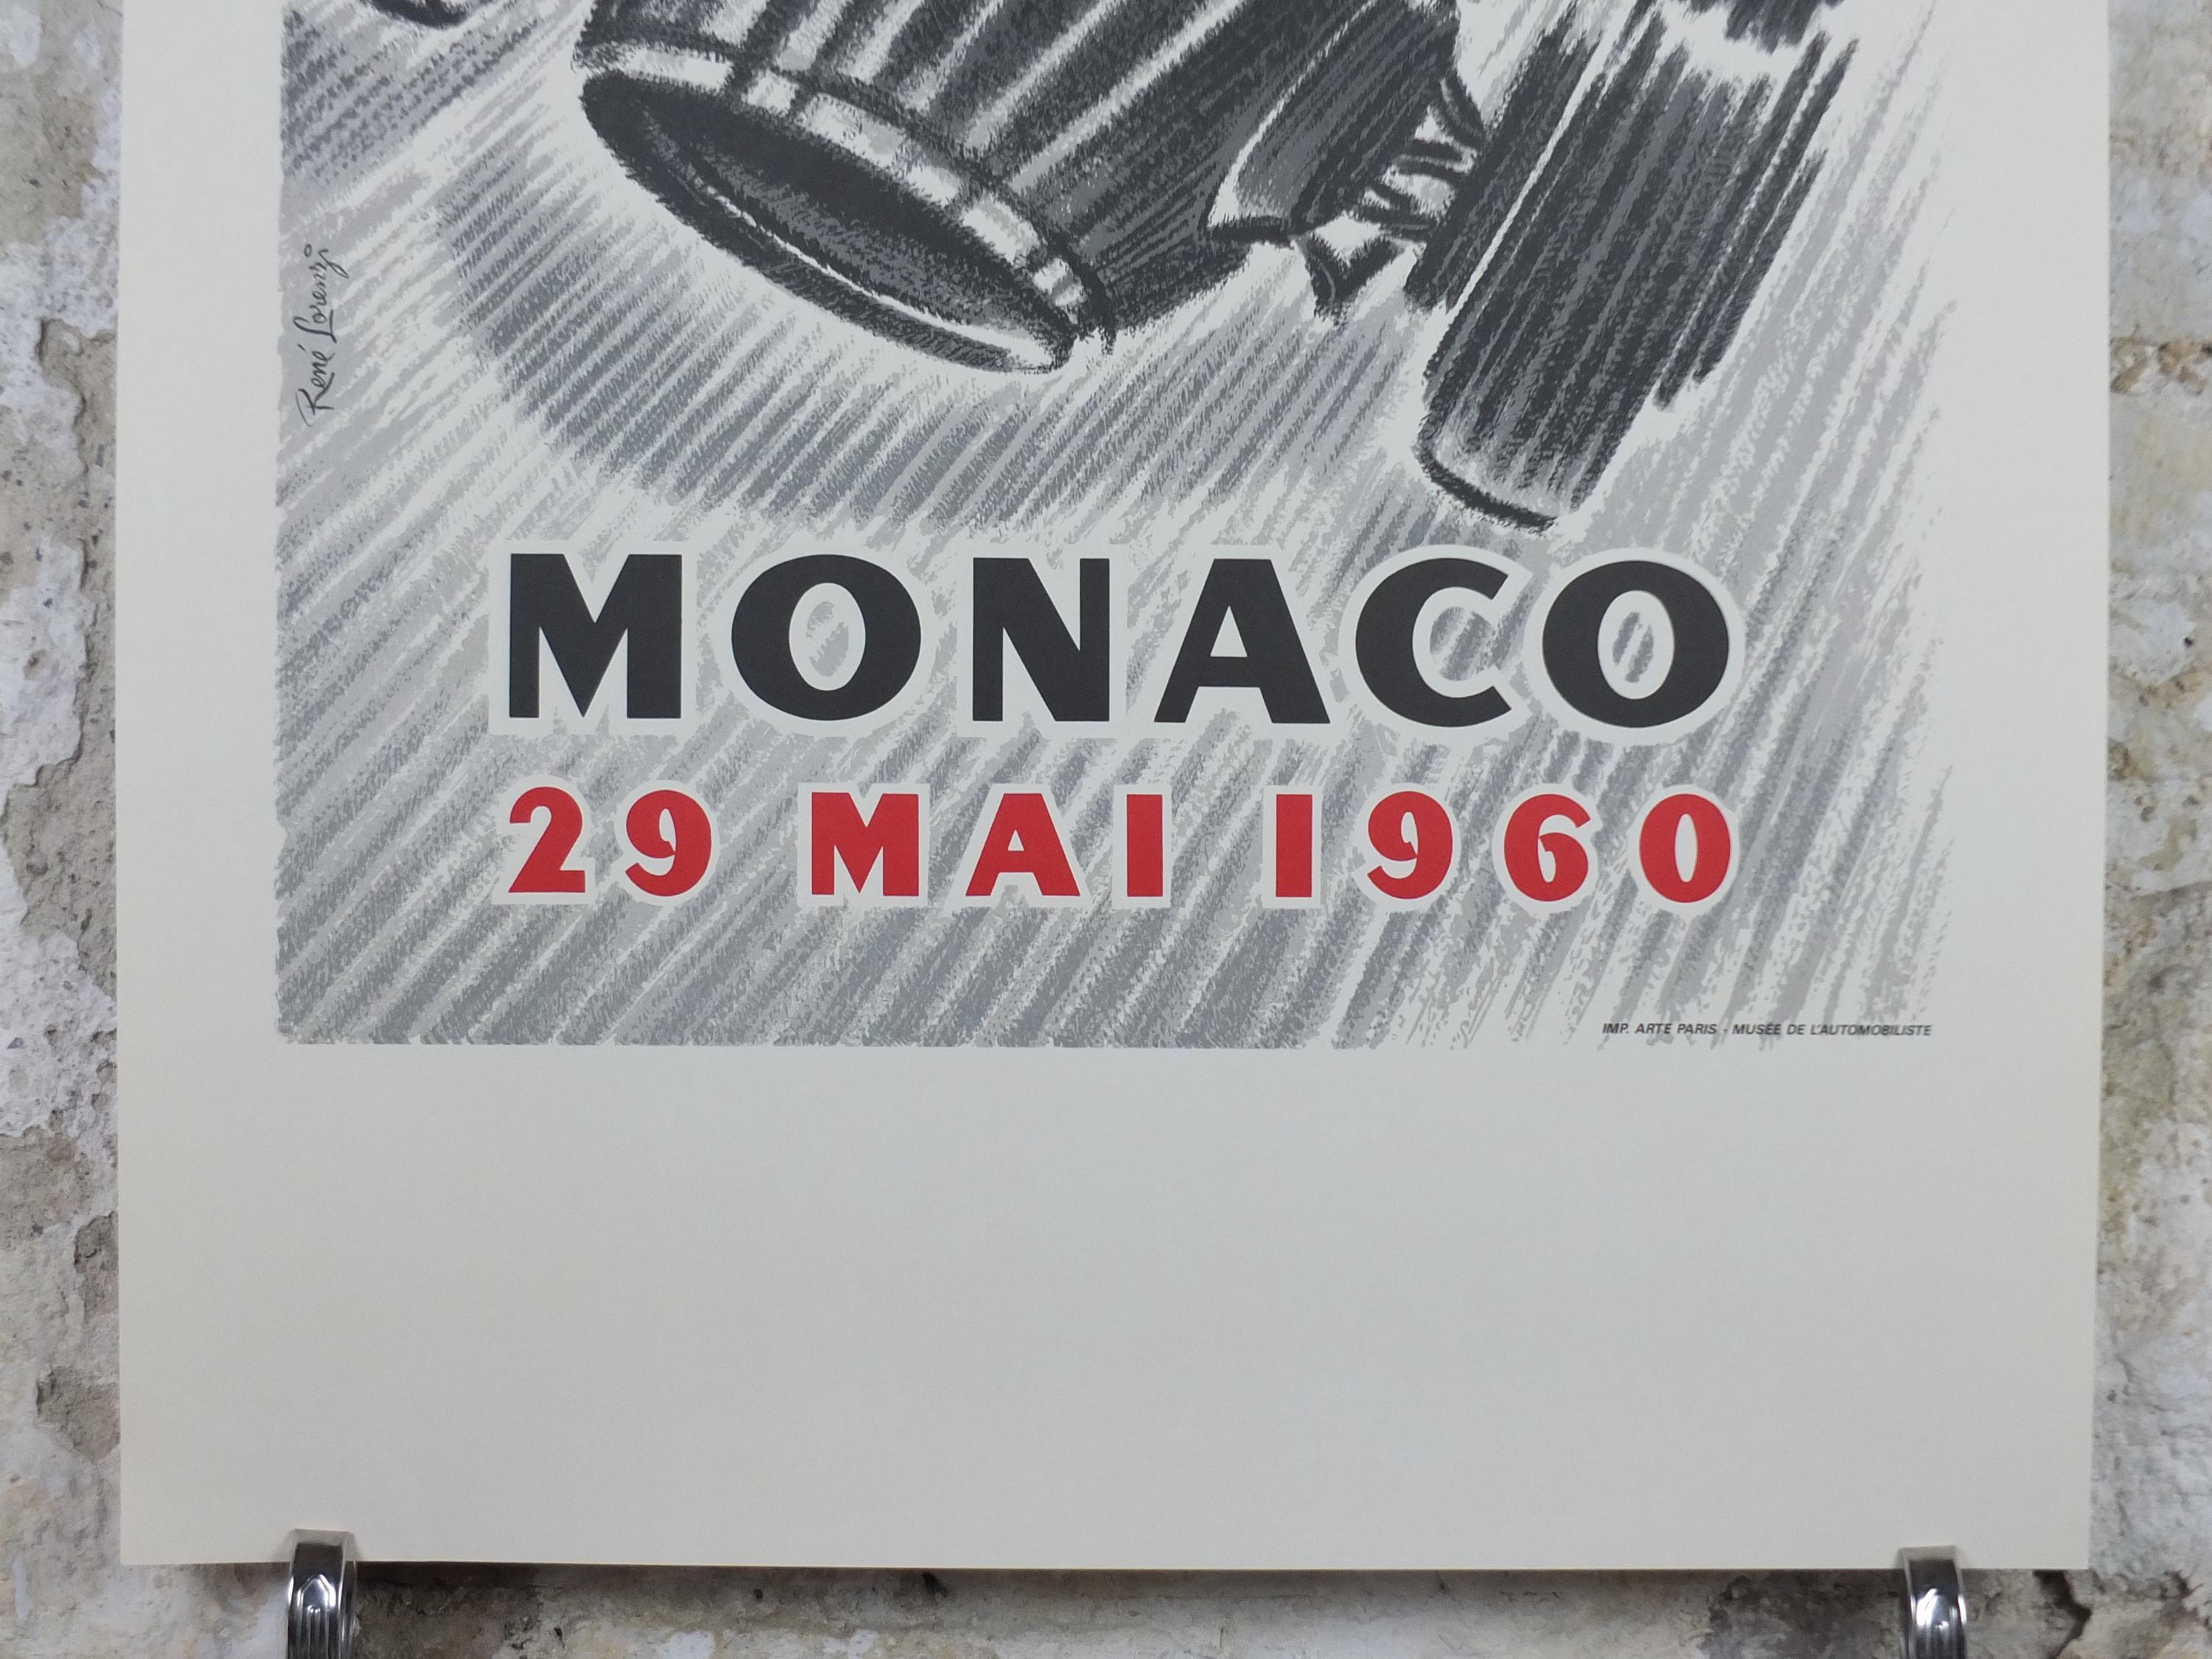 René Lorenzi
MONACO
29 MAI 1960
IMP. ARTE PARIS - MUSÉE DE L'AUTOMOBILISTE